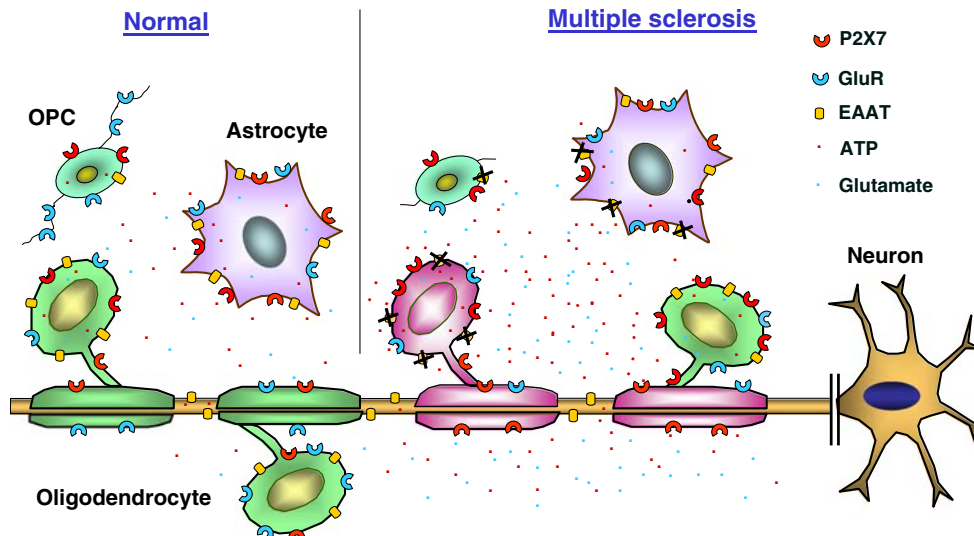 Normal
Multiple sclerosis
P2X7
GluR
EAAT
ATP
Glutamate
OPC
Astrocyte
Neuron
Oligodendrocyte